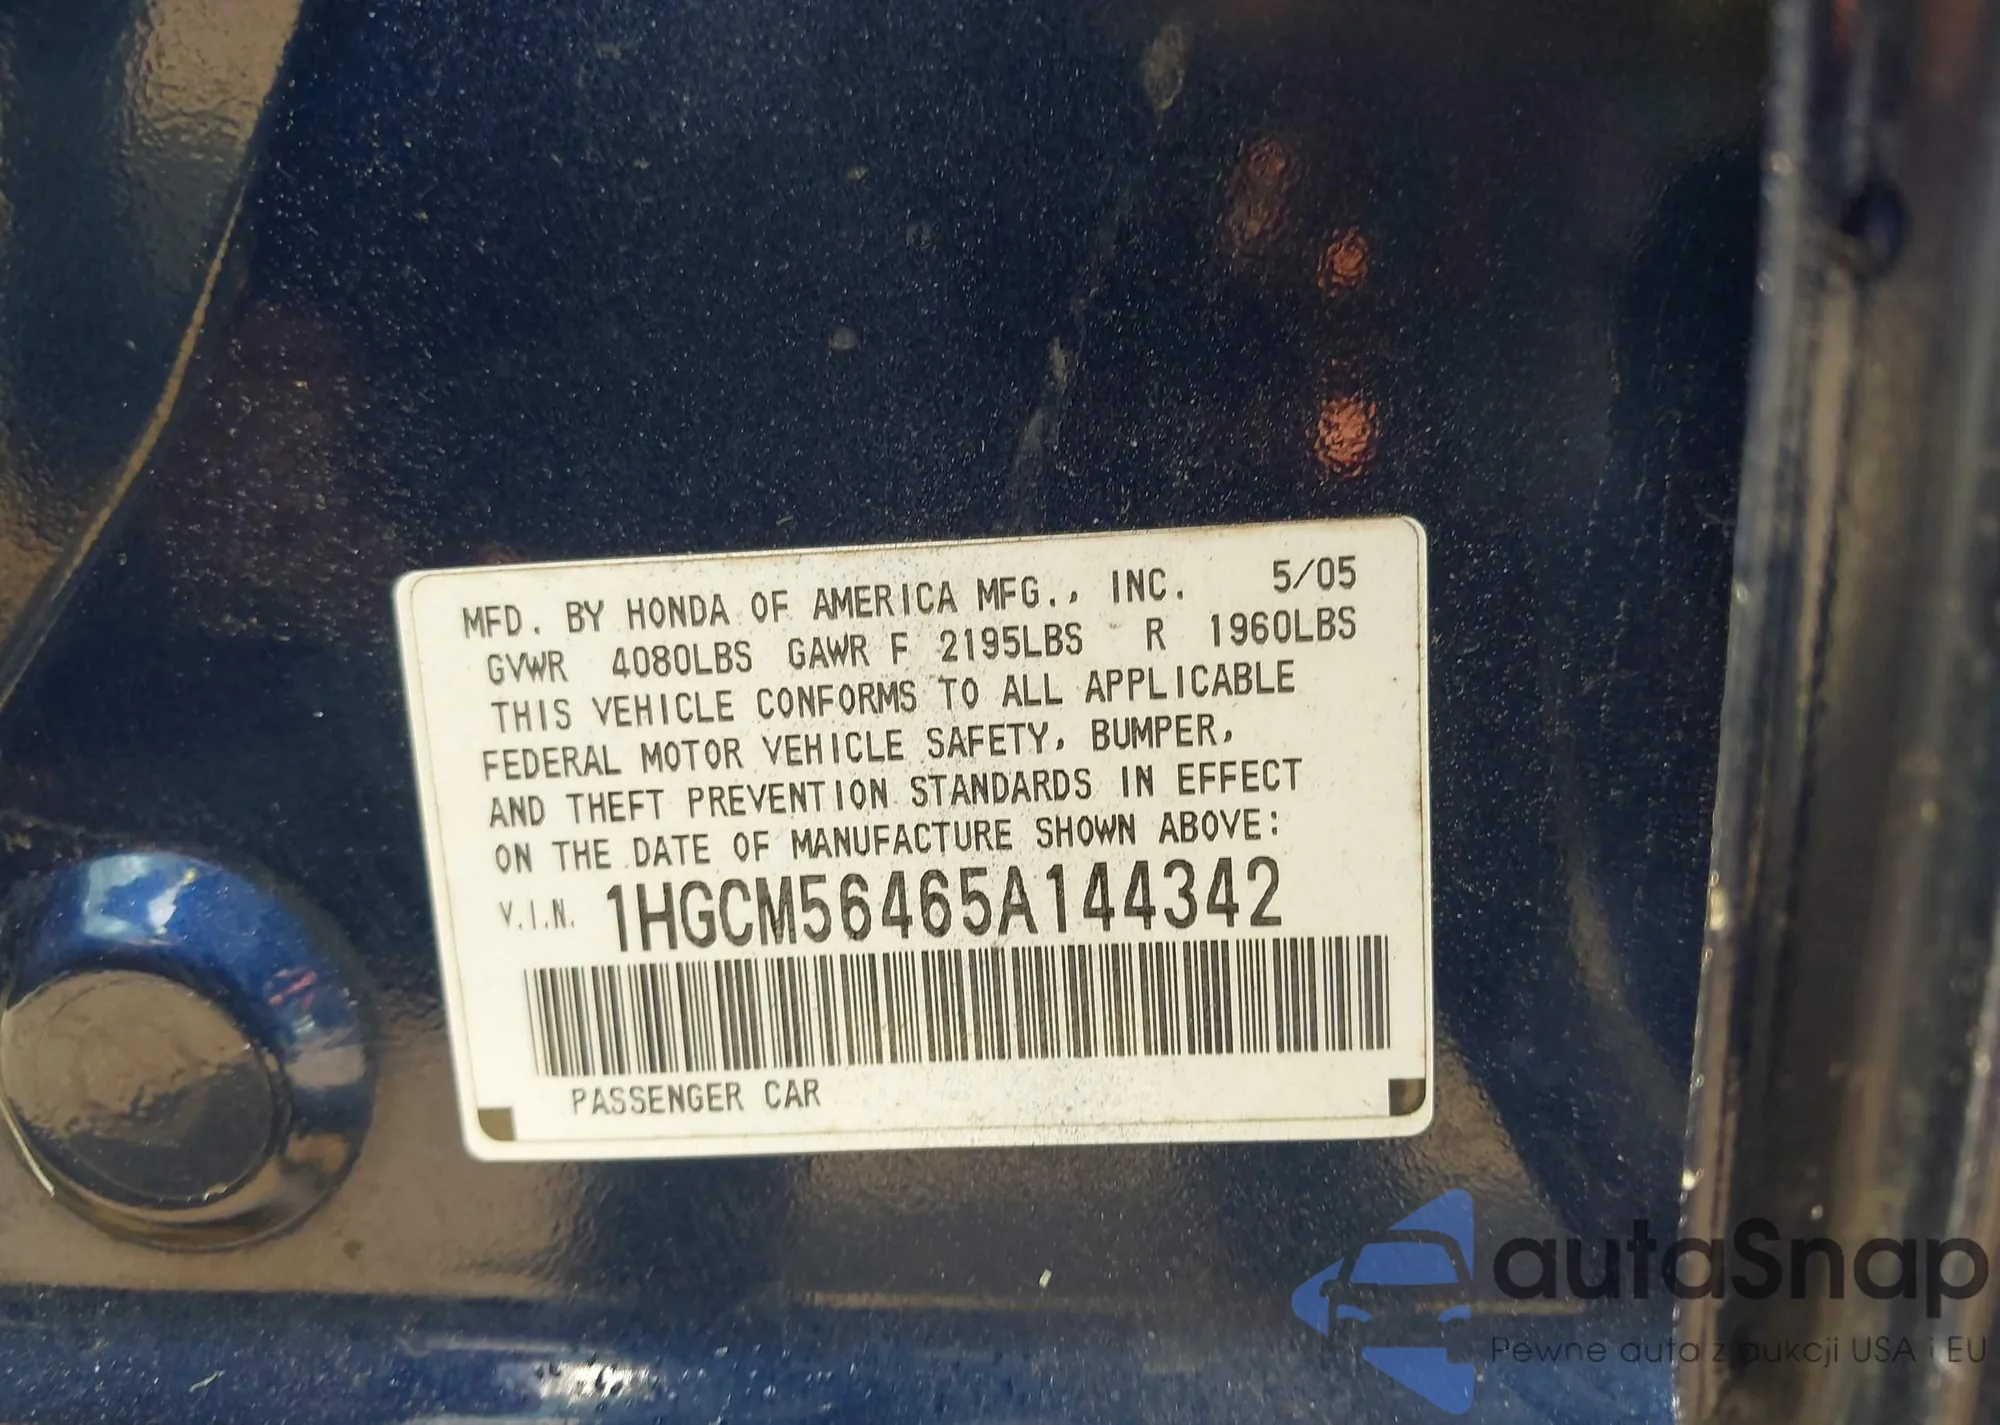 MFD. BY HONDA OF AMERICA MFG., INC. 5/05
GVWR 4080LBS GAWR F 2195LBS R 1960LBS
THIS VEHICLE CONFORMS TO ALL APPLICABLE
FEDERAL MOTOR VEHICLE SAFETY, BUMPER,
AND THEFT PREVENTION STANDARDS IN EFFECT
ON THE DATE OF MANUFACTURE SHOWN ABOVE:
V.I.N. 1HGCM56465A144342
PASSENGER CAR
autaSnap
Pewne auta z aukcji USA i EU